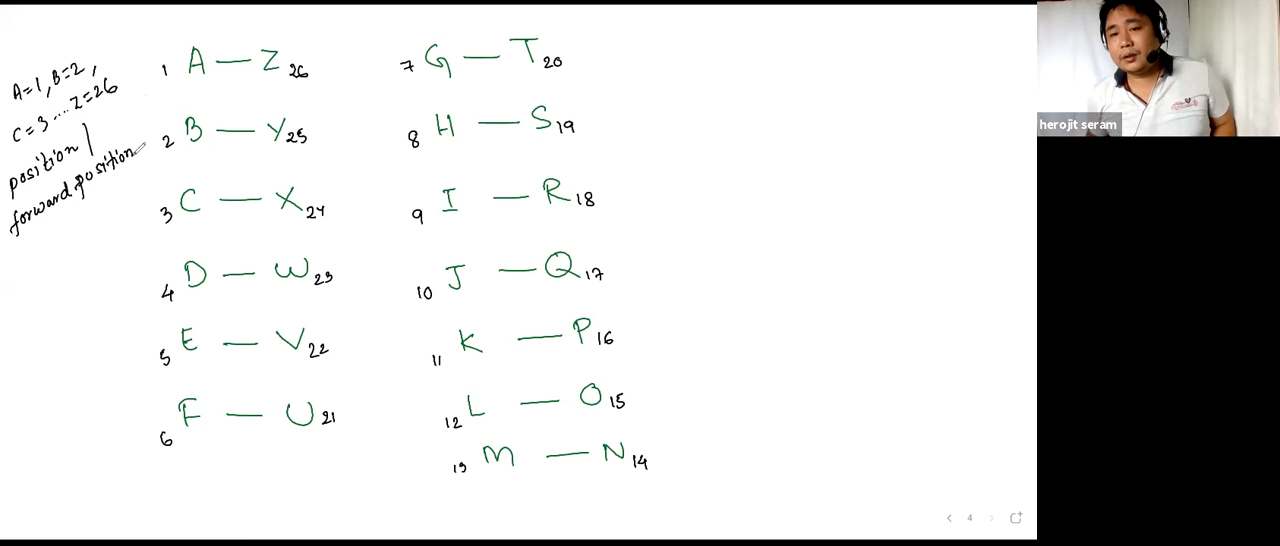 A=1, B=2,
C=3 .... Z=26
position /
forward position
1 A — Z 26
2 B — Y 25
3 C — X 24
4 D — W 23
5 E — V 22
6 F — U 21
7 G — T 20
8 H — S 19
9 I — R 18
10 J — Q 17
11 K — P 16
12 L — O 15
13 M — N 14
herojit seram
4